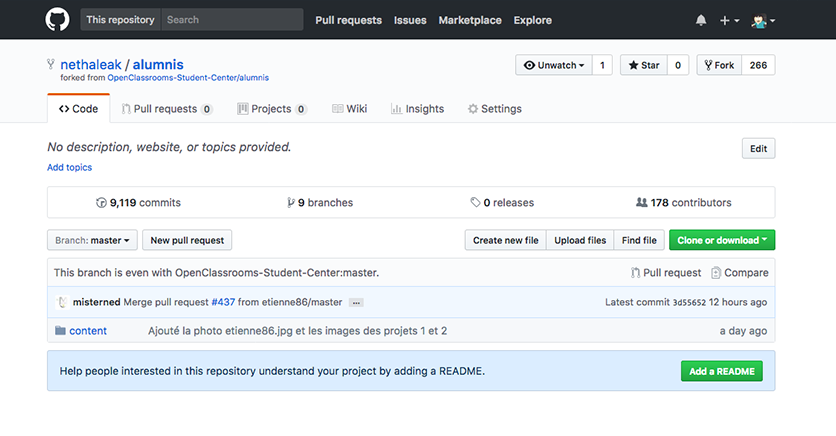 This repository Search Pull requests Issues Marketplace Explore
nethaleak / alumnis Unwatch 1 Star 0 Fork 266
forked from OpenClassrooms-Student-Center/alumnis
Code Pull requests 0 Projects 0 Wiki Insights Settings
No description, website, or topics provided. Edit
Add topics
9,119 commits 9 branches 0 releases 178 contributors
Branch: master New pull request Create new file Upload files Find file Clone or download
This branch is even with OpenClassrooms-Student-Center:master. Pull request Compare
misterned Merge pull request #437 from etienne86/master ... Latest commit 3d55652 12 hours ago
content Ajouté la photo etienne86.jpg et les images des projets 1 et 2 a day ago
Help people interested in this repository understand your project by adding a README. Add a README